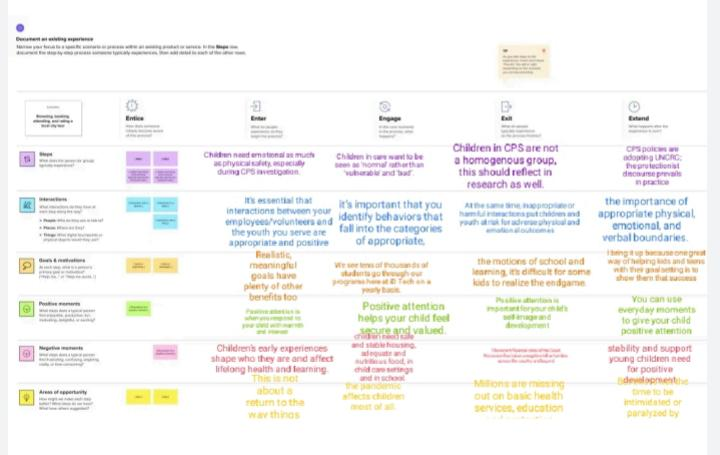 Document an existing experience
Narrow your focus to a specific scenario or process within an existing product or service. In the Steps row,
document the step-by-step process someone typically experiences, then add detail to each of the other rows.
Browsing, booking,
attending, and rating a
local city tour
Entice
How does someone
initially become aware
of this process?
Enter
What do people
experience as they
begin the process?
Engage
In the core moments
in the process, what
happens?
Exit
What do people
typically experience
as the process finishes?
Extend
What happens after the
experience is over?
Steps
What does the person (or group)
typically experience?
Children need emotional as much
as physical safety, especially
during CPS investigation.
Children in care want to be
seen as 'normal' rather than
'vulnerable' and 'bad'.
Children in CPS are not
a homogenous group,
this should reflect in
research as well.
CPS policies are
adopting UNCRC;
the protectionist
discourse prevails
in practice
Interactions
What interactions do they have at
each step along the way?
People: Who do they see or talk to?
Places: Where are they?
Things: What digital touchpoints or
physical objects would they use?
It's essential that
interactions between your
employees/volunteers and
the youth you serve are
appropriate and positive
it's important that you
identify behaviors that
fall into the categories
of appropriate,
At the same time, inappropriate or
harmful interactions put children and
youth at risk for adverse physical and
emotional outcomes
the importance of
appropriate physical,
emotional, and
verbal boundaries.
Goals & motivations
At each step, what is a person's
primary goal or motivation?
("Help me..." or "Help me avoid...")
Realistic,
meaningful
goals have
plenty of other
benefits too
We see tens of thousands of
students go through our
programs here at iD Tech on a
yearly basis.
the motions of school and
learning, it's difficult for some
kids to realize the endgame.
I bring it up because one great
way of helping kids and teens
with their goal setting is to
show them that success
Positive moments
What steps does a typical person
find enjoyable, productive, fun,
motivating, delightful, or exciting?
Positive attention is
when you respond to
your child with warmth
and interest
Positive attention
helps your child feel
secure and valued.
Positive attention is
important for your child's
self-image and
development
You can use
everyday moments
to give your child
positive attention
Negative moments
What steps does a typical person
find frustrating, confusing, angering,
costly, or time-consuming?
Children's early experiences
shape who they are and affect
lifelong health and learning.
children need safe
and stable housing,
adequate and
nutritious food, in
child care settings
and in school.
stability and support
young children need
for positive
development
Areas of opportunity
How might we make each step
better? What ideas do we have?
What have others suggested?
This is not
about a
return to the
way things
the pandemic
affects children
most of all.
Millions are missing
out on basic health
services, education
time to be
intimidated or
paralyzed by